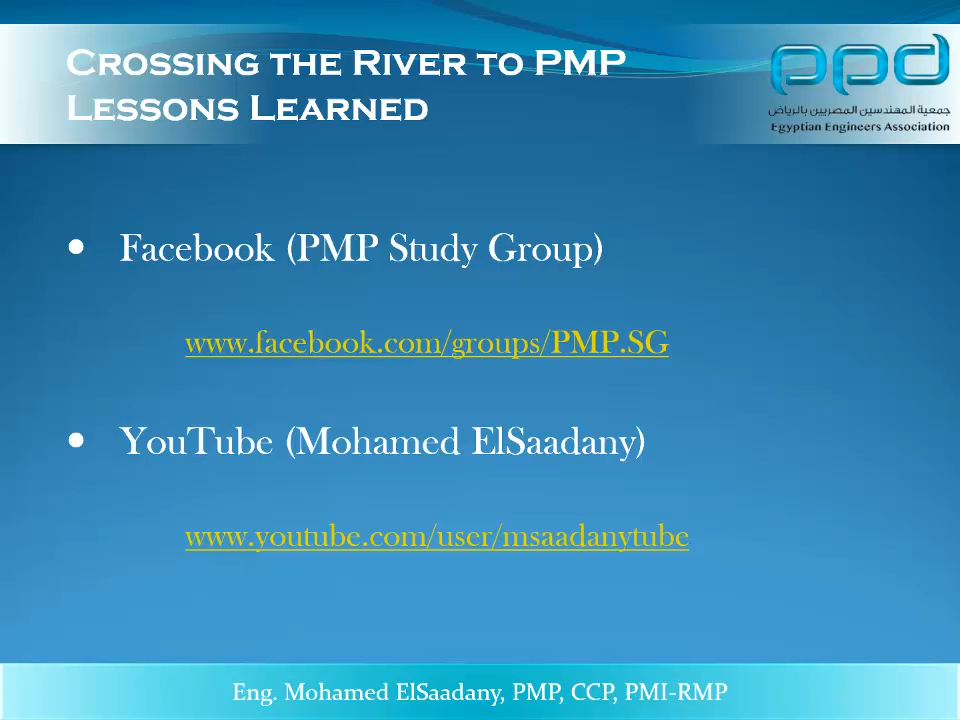 CROSSING THE RIVER TO PMP
LESSONS LEARNED
ppd
جمعية المهندسين المصريين بالرياض
Egyptian Engineers Association
• Facebook (PMP Study Group)
www.facebook.com/groups/PMP.SG
• YouTube (Mohamed ElSaadany)
www.youtube.com/user/msaadanytube
Eng. Mohamed ElSaadany, PMP, CCP, PMI-RMP